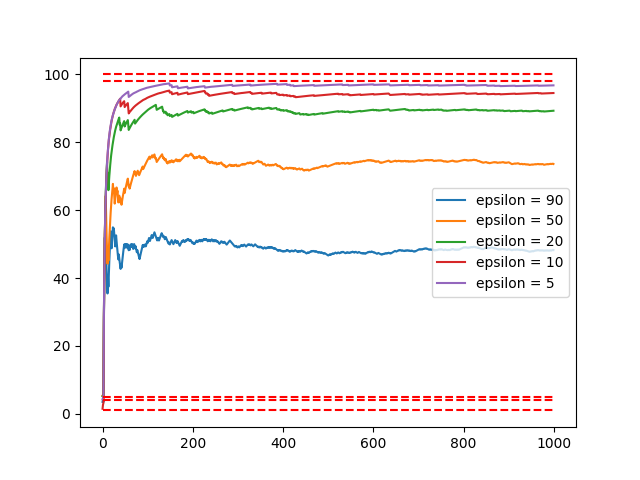 100
80
60
40
20
0
epsilon = 90
epsilon = 50
epsilon = 20
epsilon = 10
epsilon = 5
0 200 400 600 800 1000